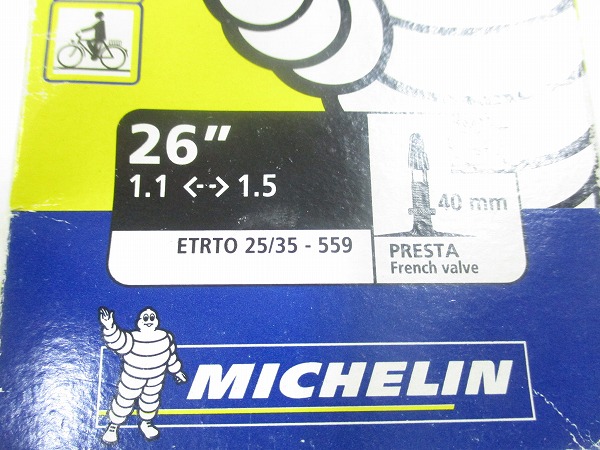 26"
1.1 <--> 1.5
40 mm
ETRTO 25/35 - 559
PRESTA
French valve
MICHELIN